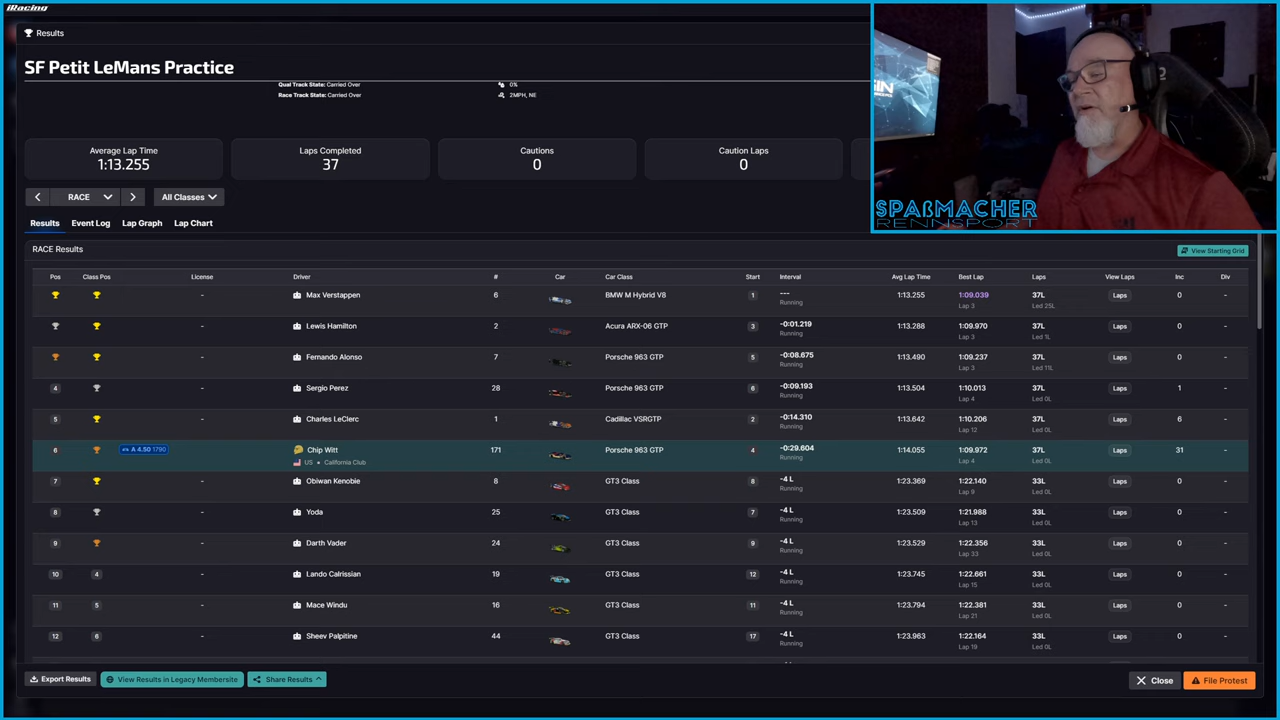 iRacing
Results
SF Petit LeMans Practice
Qual Track State: Carried Over 0%
Race Track State: Carried Over 2MPH, NE
Average Lap Time Laps Completed Cautions Caution Laps
1:13.255 37 0 0
RACE All Classes
Results Event Log Lap Graph Lap Chart
SPAßMACHER
RENNSPORT
RACE Results View Starting Grid
Pos Class Pos License Driver # Car Car Class Start Interval Avg Lap Time Best Lap Laps View Laps Inc Div
- Max Verstappen 6 BMW M Hybrid V8 1 --- 1:13.255 1:09.039 37L Laps 0 -
Running Lap 3 Led 25L
- Lewis Hamilton 2 Acura ARX-06 GTP 3 -0:01.219 1:13.288 1:09.970 37L Laps 0 -
Running Lap 3 Led 1L
- Fernando Alonso 7 Porsche 963 GTP 5 -0:08.675 1:13.490 1:09.237 37L Laps 0 -
Running Lap 3 Led 11L
4 - Sergio Perez 28 Porsche 963 GTP 6 -0:09.193 1:13.504 1:10.013 37L Laps 1 -
Running Lap 4 Led 0L
5 - Charles LeClerc 1 Cadillac VSRGTP 2 -0:14.310 1:13.642 1:10.206 37L Laps 6 -
Running Lap 12 Led 0L
6 A 4.50 1790 Chip Witt 171 Porsche 963 GTP 4 -0:29.604 1:14.055 1:09.972 37L Laps 31 -
US • California Club Running Lap 4 Led 0L
7 - Obiwan Kenobie 8 GT3 Class 8 -4 L 1:23.369 1:22.140 33L Laps 0 -
Running Lap 9 Led 0L
8 - Yoda 25 GT3 Class 7 -4 L 1:23.509 1:21.988 33L Laps 0 -
Running Lap 13 Led 0L
9 - Darth Vader 24 GT3 Class 9 -4 L 1:23.529 1:22.356 33L Laps 0 -
Running Lap 33 Led 0L
10 4 - Lando Calrissian 19 GT3 Class 12 -4 L 1:23.745 1:22.661 33L Laps 0 -
Running Lap 15 Led 0L
11 5 - Mace Windu 16 GT3 Class 11 -4 L 1:23.794 1:22.381 33L Laps 0 -
Running Lap 21 Led 0L
12 6 - Sheev Palpitine 44 GT3 Class 17 -4 L 1:23.963 1:22.164 33L Laps 0 -
Running Lap 19 Led 0L
Export Results View Results in Legacy Membersite Share Results Close File Protest